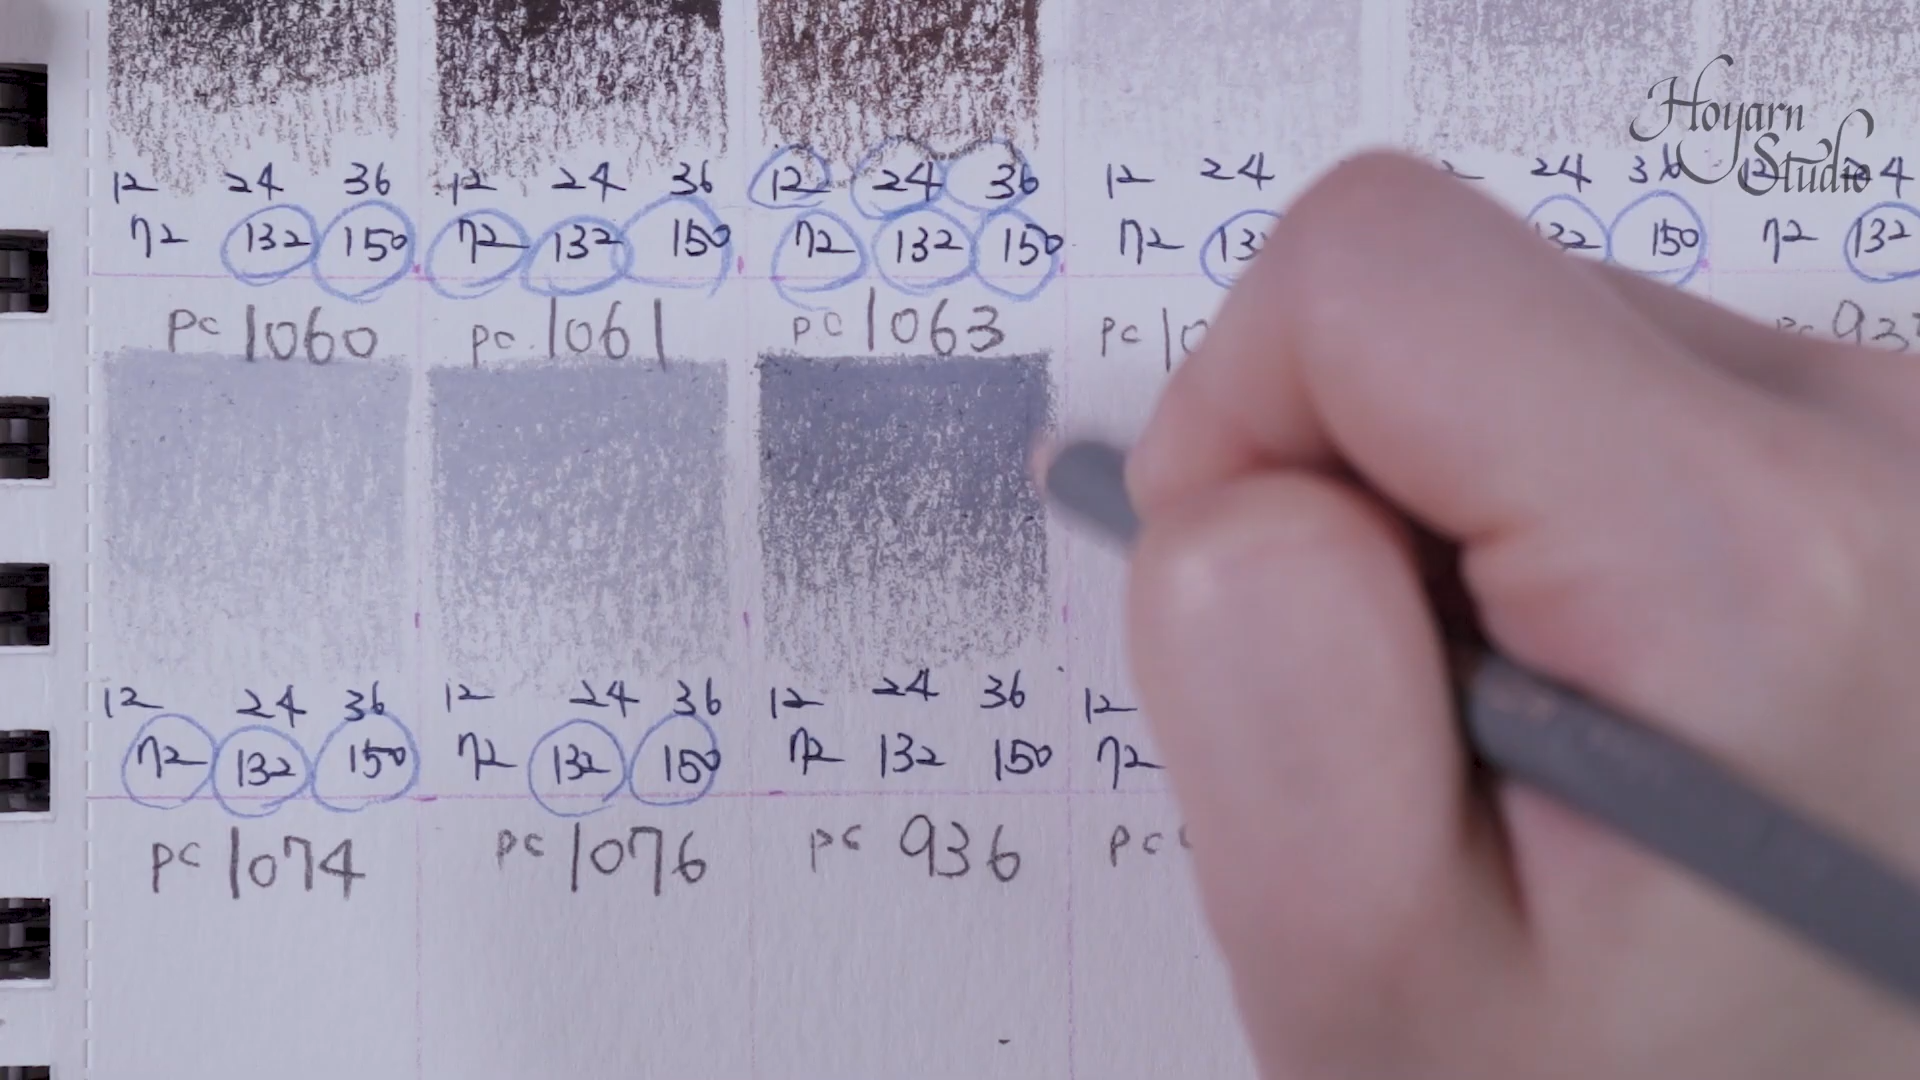 Hoyarn
Studio
12 24 36 12 24 36 12 24 36 12 24 24 36 12 24
72 132 150 72 132 150 72 132 150 72 132 150 72 132
PC 1060 PC 1061 PC 1063 PC
12 24 36 12 24 36 12 24 36 12
72 132 150 72 132 150 72 132 150 72
PC 1074 PC 1076 PC 936 PC